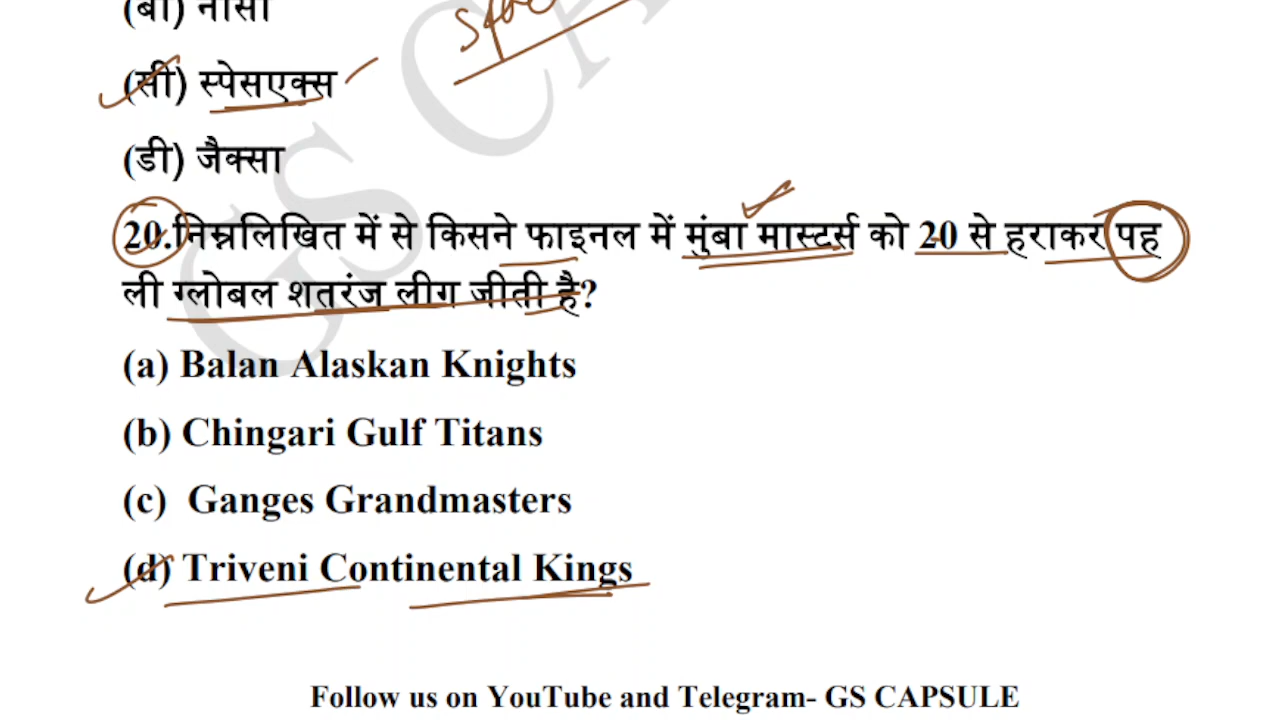 (बी) नासा
(सी) स्पेसएक्स
(डी) जैक्सा
20.निम्नलिखित में से किसने फाइनल में मुंबा मास्टर्स को 20 से हराकर पह
ली ग्लोबल शतरंज लीग जीती है?
(a) Balan Alaskan Knights
(b) Chingari Gulf Titans
(c) Ganges Grandmasters
(d) Triveni Continental Kings
Follow us on YouTube and Telegram- GS CAPSULE